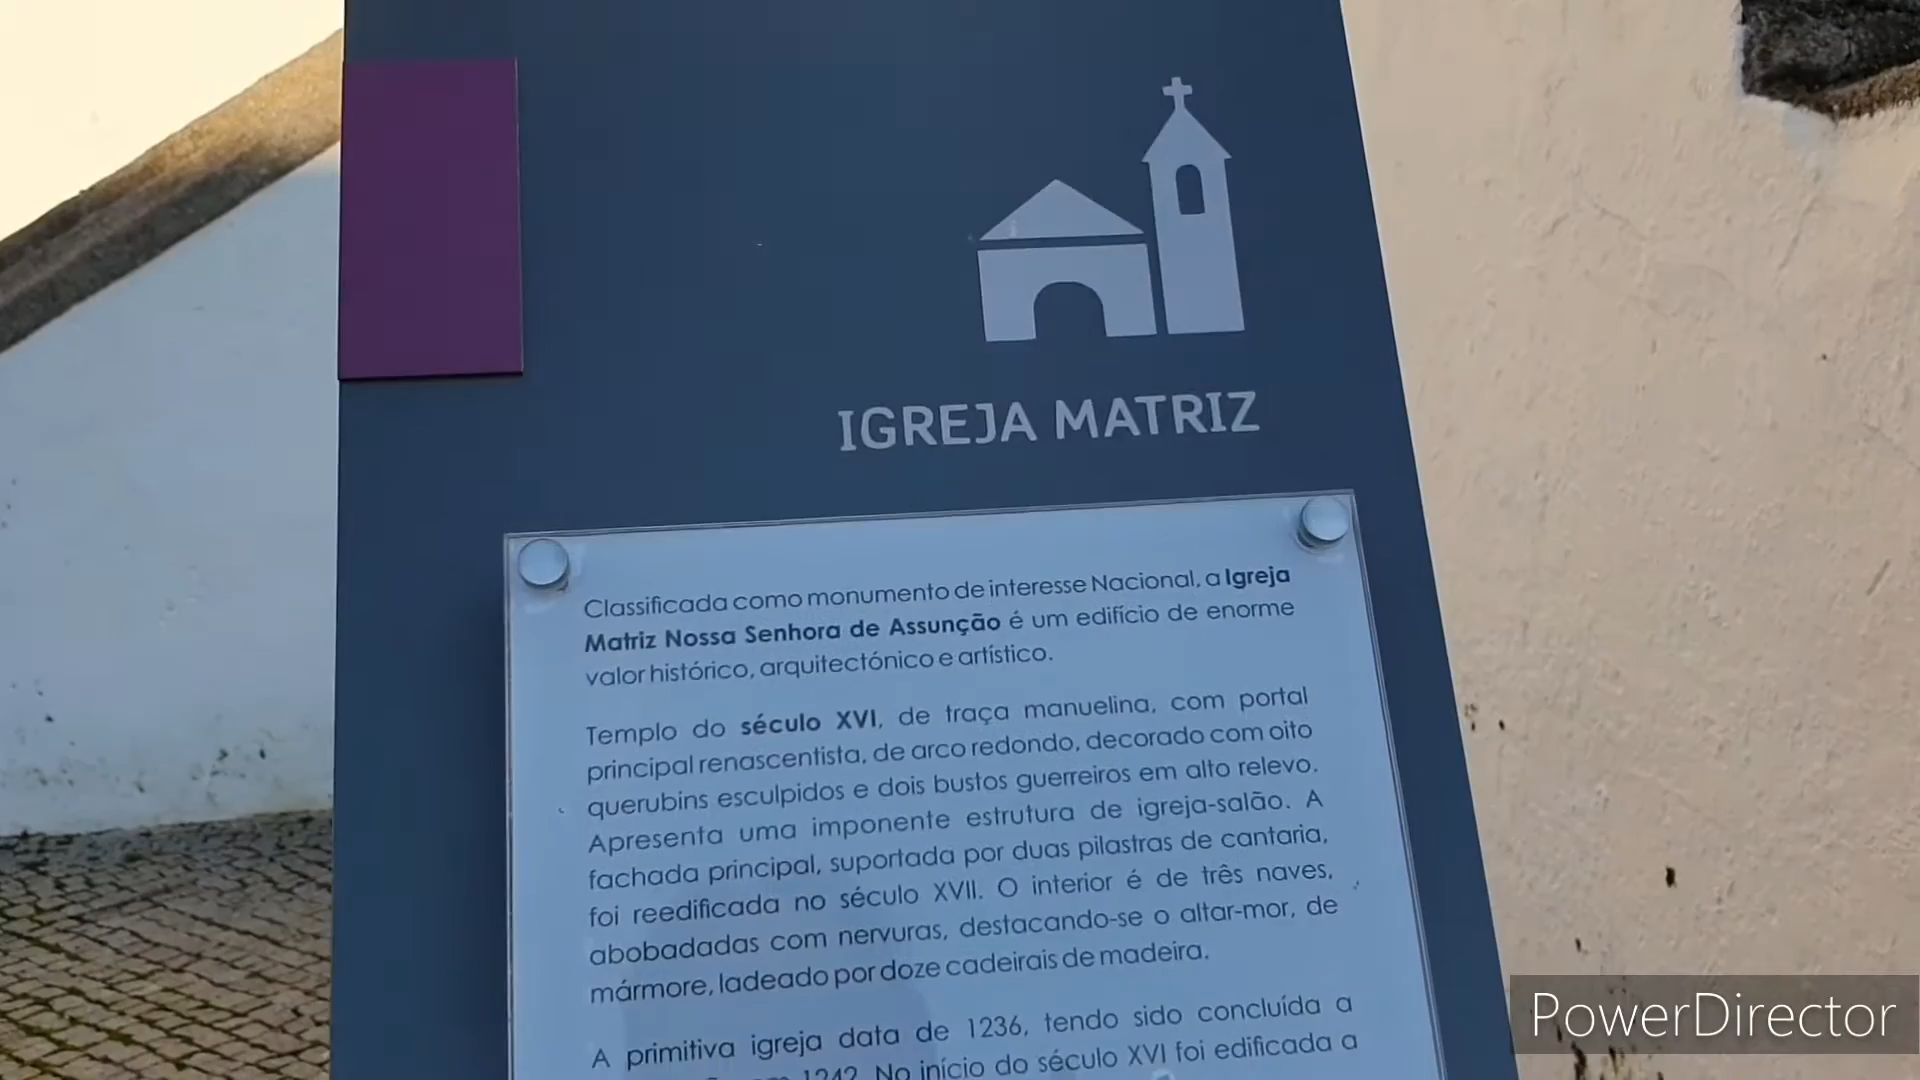 IGREJA MATRIZ
Classificada como monumento de interesse Nacional, a Igreja
Matriz Nossa Senhora de Assunção é um edifício de enorme
valor histórico, arquitectónico e artístico.
Templo do século XVI, de traça manuelina, com portal
principal renascentista, de arco redondo, decorado com oito
querubins esculpidos e dois bustos guerreiros em alto relevo.
Apresenta uma imponente estrutura de igreja-salão. A
fachada principal, suportada por duas pilastras de cantaria,
foi reedificada no século XVII. O interior é de três naves,
abobadadas com nervuras, destacando-se o altar-mor, de
mármore, ladeado por doze cadeirais de madeira.
A primitiva igreja data de 1236, tendo sido concluída a
1242. No início do século XVI foi edificada a
PowerDirector